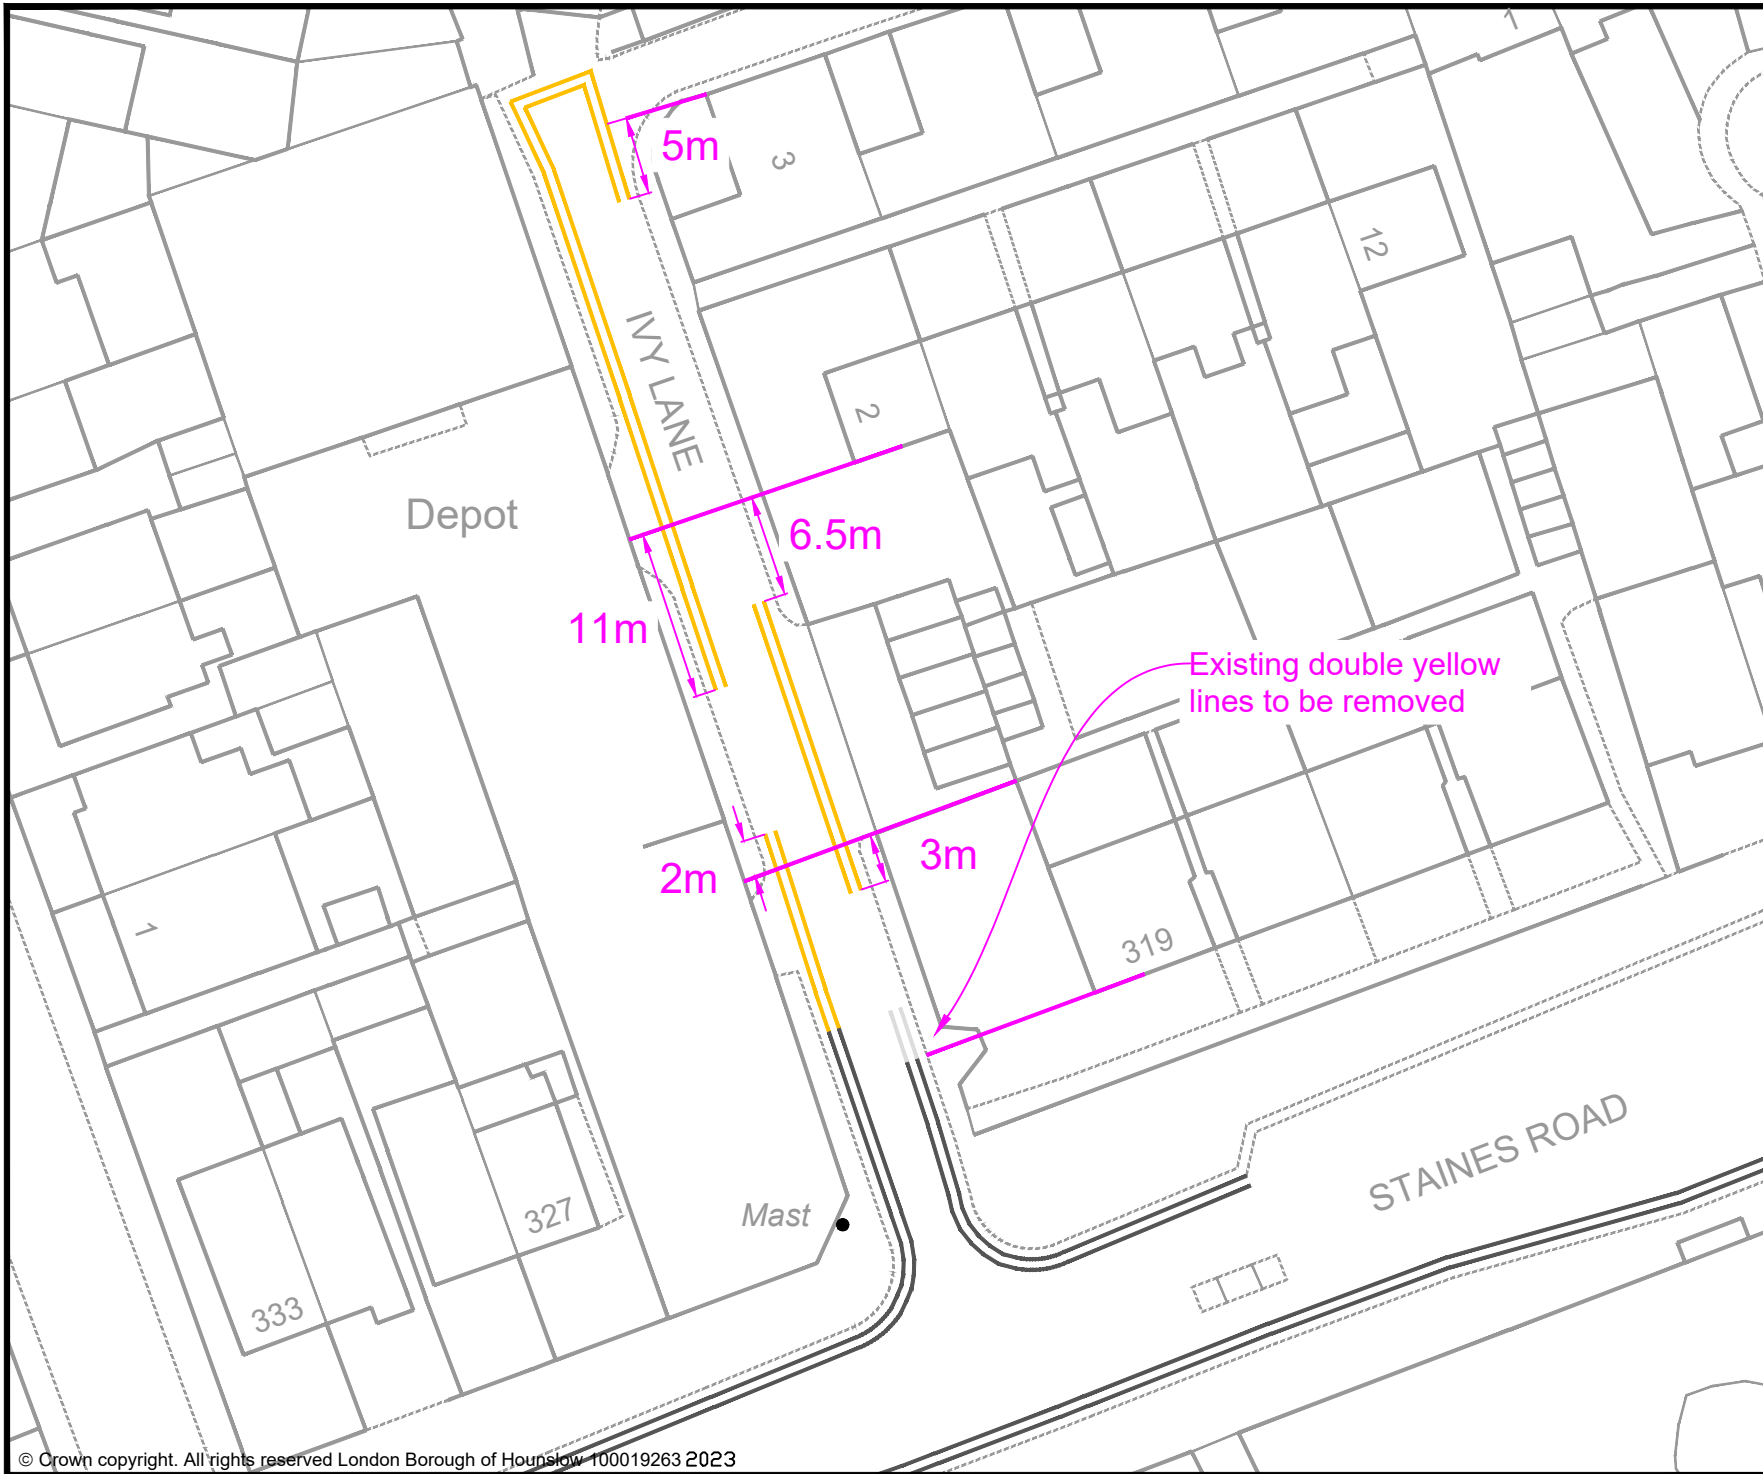 1
5m
3
12
IVY LANE
2
Depot
6.5m
11m
Existing double yellow
lines to be removed
3m
2m
1
319
STAINES ROAD
Mast
327
333
© Crown copyright. All rights reserved London Borough of Hounslow 100019263 2023